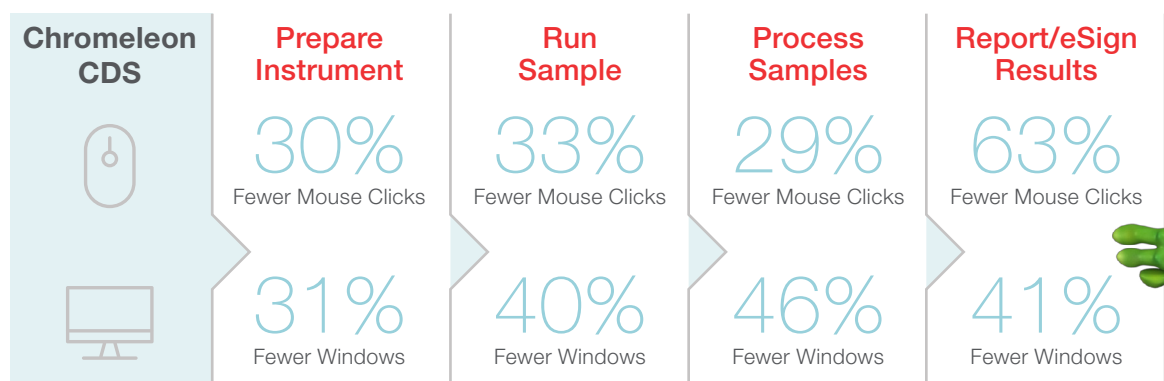 Chromeleon
CDS
Prepare
Instrument
30%
Fewer Mouse Clicks
31%
Fewer Windows
Run
Sample
33%
Fewer Mouse Clicks
40%
Fewer Windows
Process
Samples
29%
Fewer Mouse Clicks
46%
Fewer Windows
Report/eSign
Results
63%
Fewer Mouse Clicks
41%
Fewer Windows